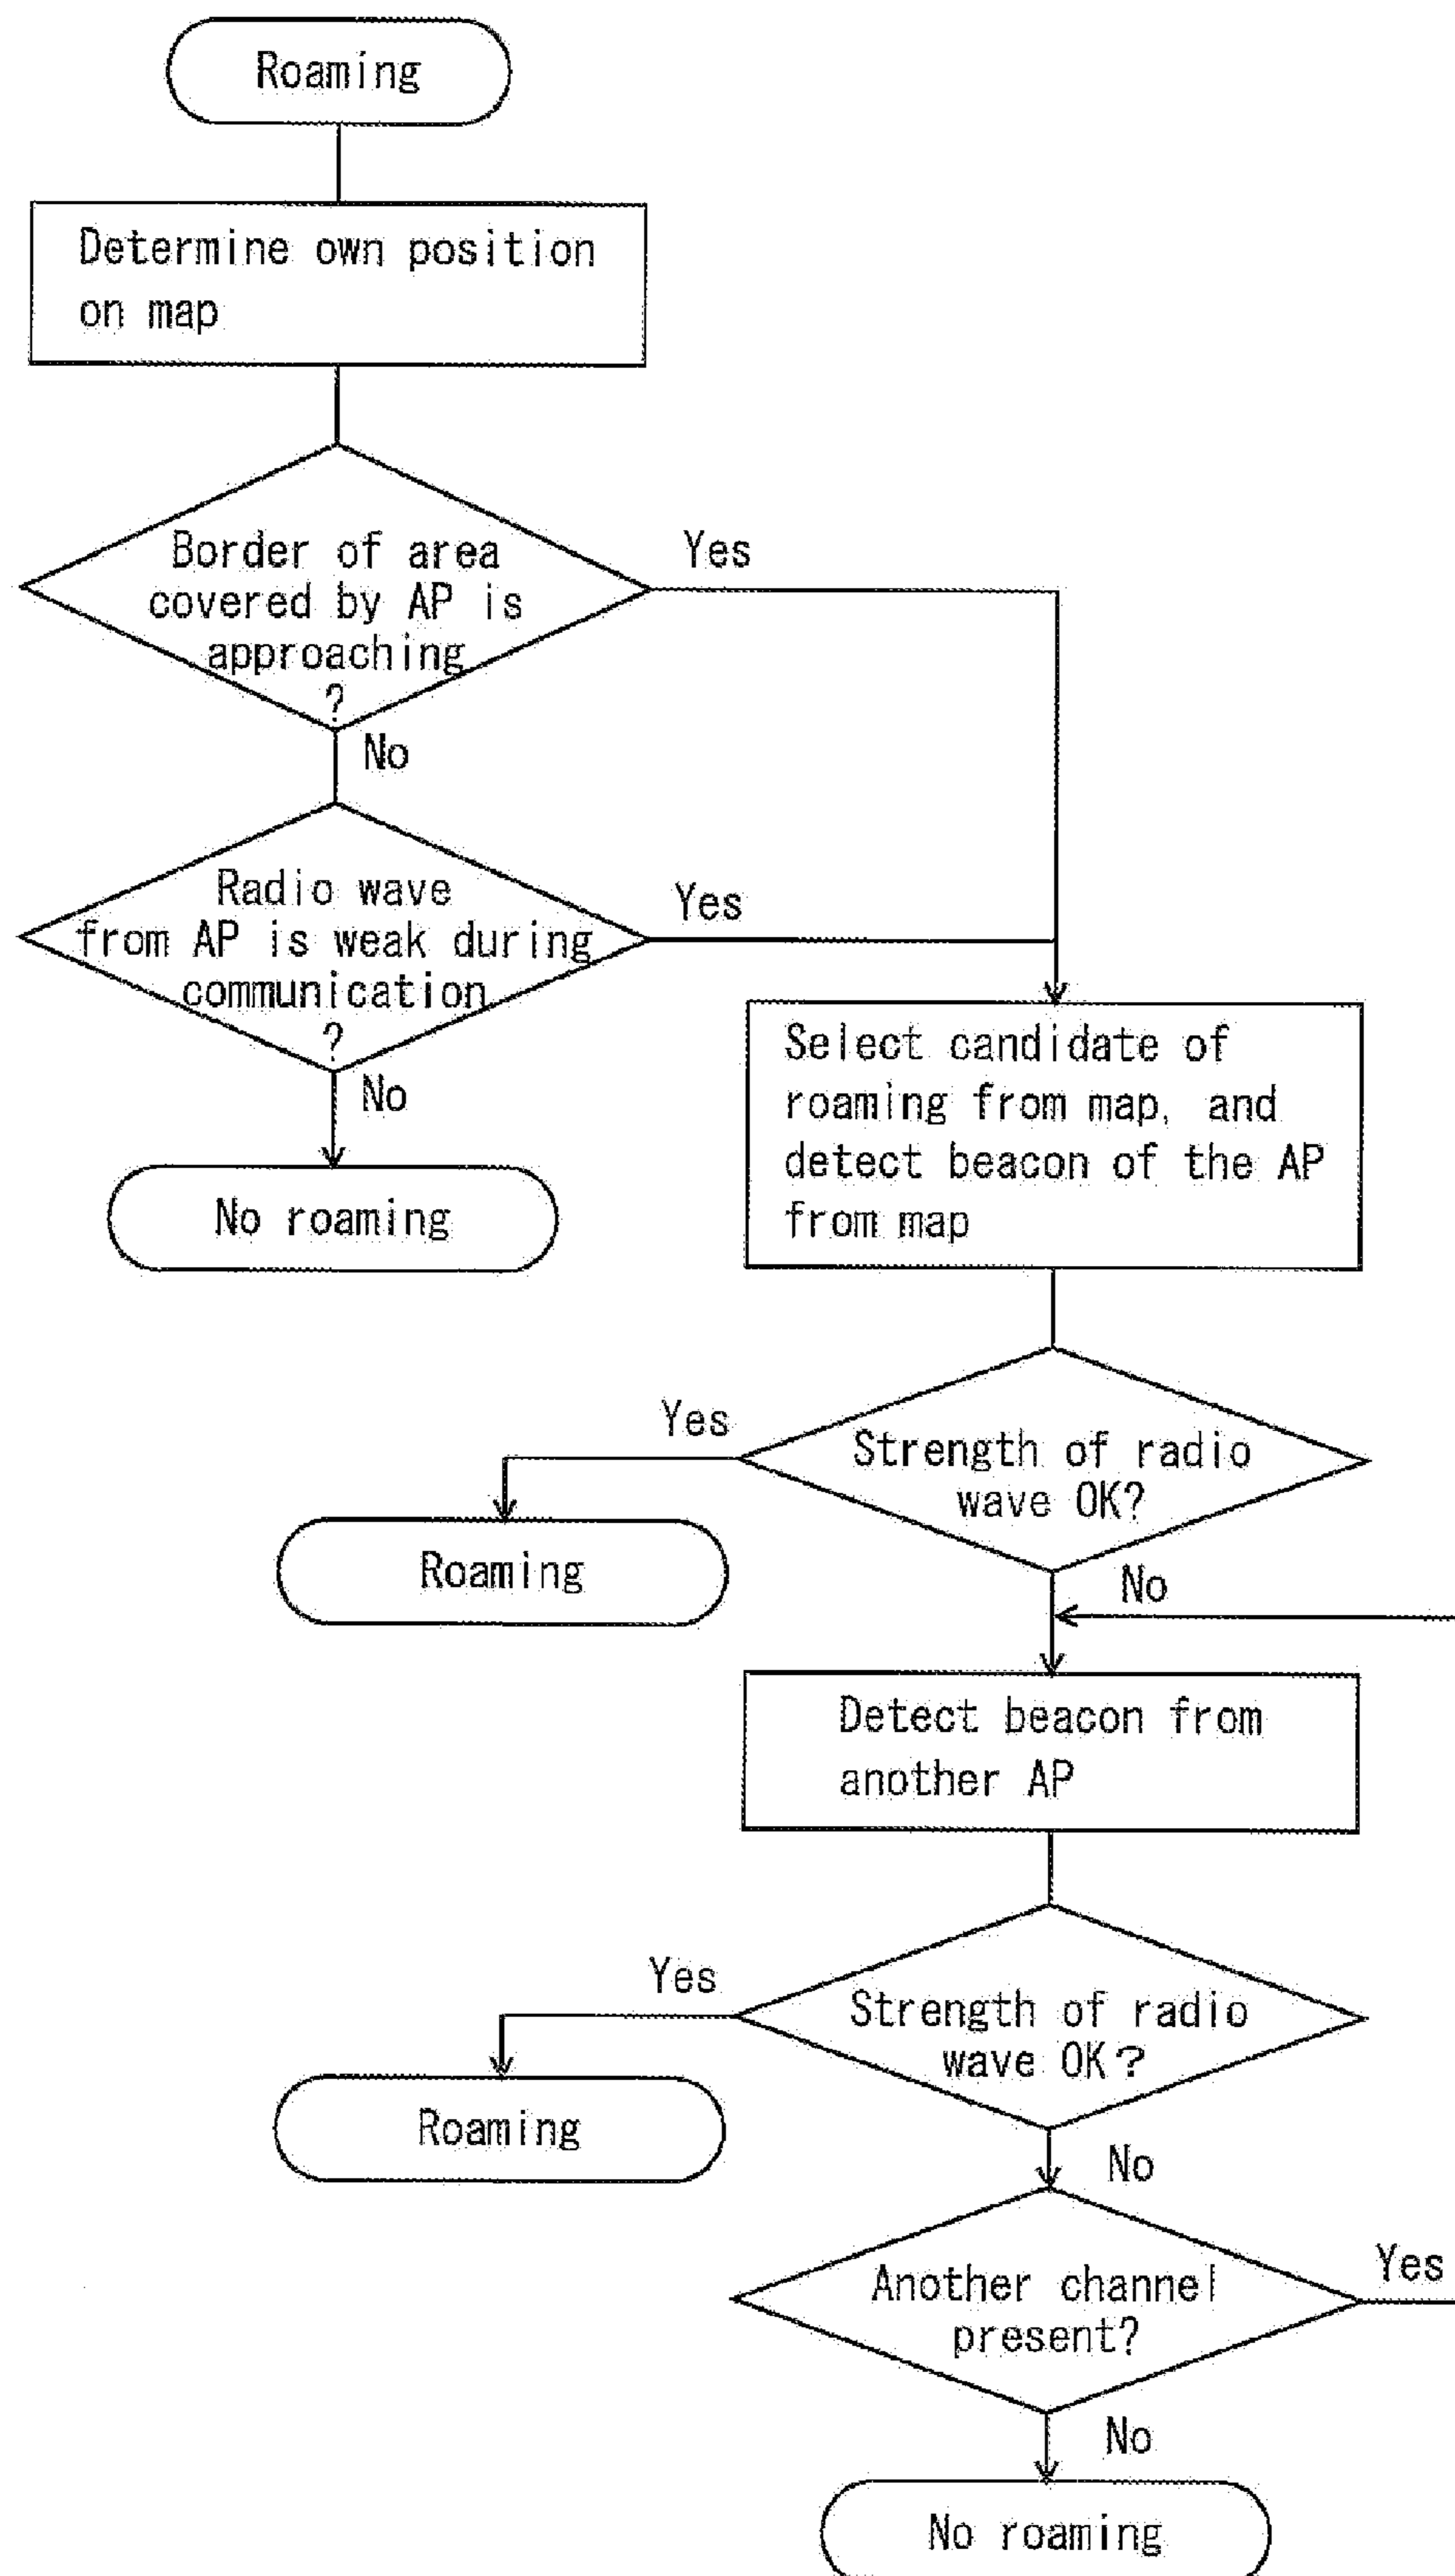 Roaming
Determine own position
on map
Border of area
covered by AP is
approaching
?
Yes
No
Radio wave
from AP is weak during
communication
?
Yes
No
No roaming
Select candidate of
roaming from map, and
detect beacon of the AP
from map
Strength of radio
wave OK?
Yes
Roaming
No
Detect beacon from
another AP
Strength of radio
wave OK?
Yes
Roaming
No
Another channel
present?
Yes
No
No roaming